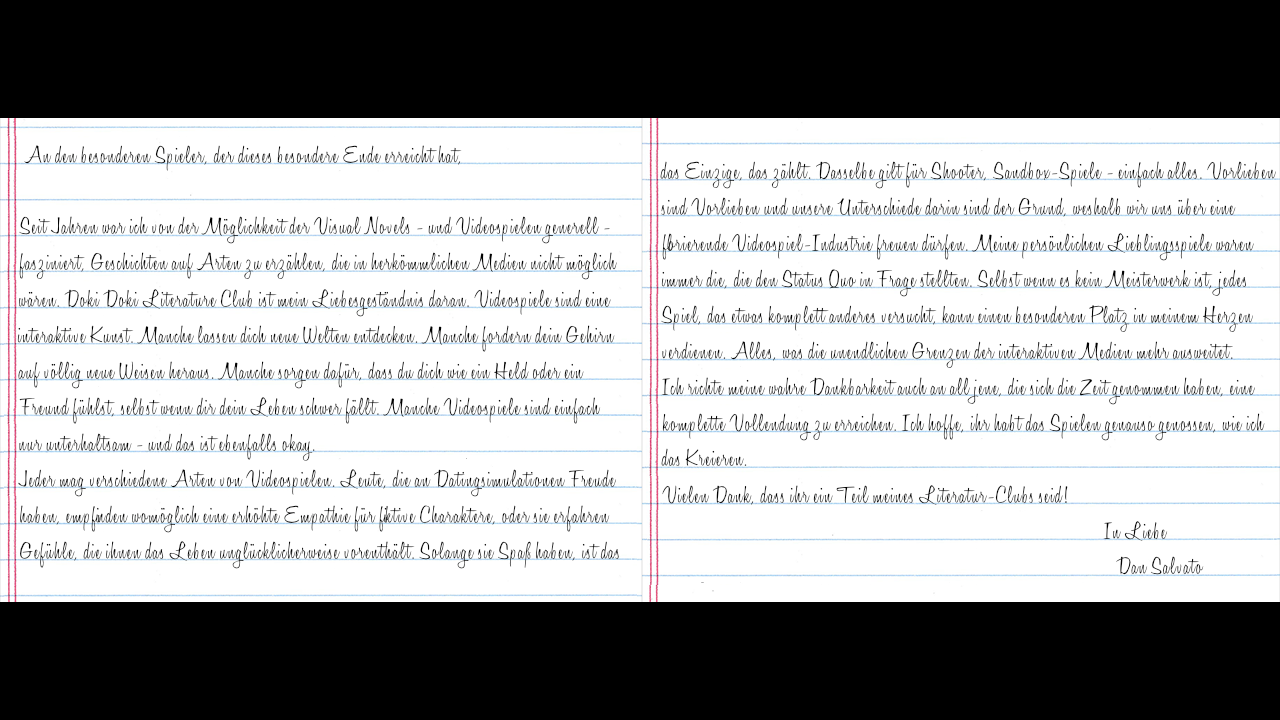 An den besonderen Spieler, der dieses besondere Ende erreicht hat,
Seit Jahren war ich von der Möglichkeit der Visual Novels - und Videospielen generell -
fasziniert, Geschichten auf Arten zu erzählen, die in herkömmlichen Medien nicht möglich
wären. Doki Doki Literature Club ist mein Liebesgeständnis daran. Videospiele sind eine
interaktive Kunst. Manche lassen dich neue Welten entdecken. Manche fordern dein Gehirn
auf völlig neue Weisen heraus. Manche sorgen dafür, dass du dich wie ein Held oder ein
Freund fühlst, selbst wenn dir dein Leben schwer fällt. Manche Videospiele sind einfach
nur unterhaltsam - und das ist ebenfalls okay.
Jeder mag verschiedene Arten von Videospielen. Leute, die an Datingsimulationen Freude
haben, empfinden womöglich eine erhöhte Empathie für fiktive Charaktere, oder sie erfahren
Gefühle, die ihnen das Leben unglücklicherweise vorenthält. Solange sie Spaß haben, ist das
das Einzige, das zählt. Dasselbe gilt für Shooter, Sandbox-Spiele - einfach alles. Vorlieben
sind Vorlieben und unsere Unterschiede darin sind der Grund, weshalb wir uns über eine
florierende Videospiel-Industrie freuen dürfen. Meine persönlichen Lieblingsspiele waren
immer die, die den Status Quo in Frage stellten. Selbst wenn es kein Meisterwerk ist, jedes
Spiel, das etwas komplett anderes versucht, kann einen besonderen Platz in meinem Herzen
verdienen. Alles, was die unendlichen Grenzen der interaktiven Medien mehr ausweitet.
Ich richte meine wahre Dankbarkeit auch an all jene, die sich die Zeit genommen haben, eine
komplette Vollendung zu erreichen. Ich hoffe, ihr habt das Spielen genauso genossen, wie ich
das Kreieren.
Vielen Dank, dass ihr ein Teil meines Literatur-Clubs seid!
In Liebe
Dan Salvato